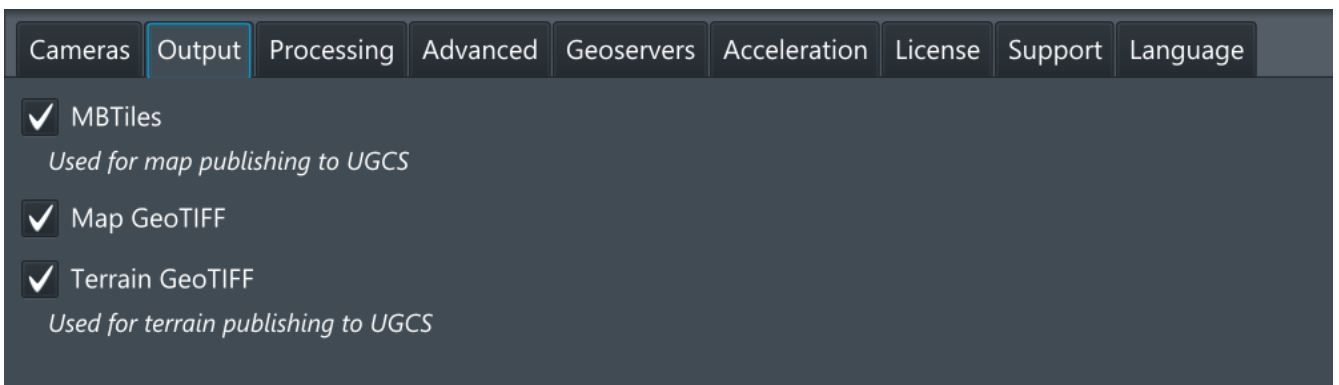 Cameras Output Processing Advanced Geoservers Acceleration License Support Language
MBTiles
Used for map publishing to UGCS
Map GeoTIFF
Terrain GeoTIFF
Used for terrain publishing to UGCS